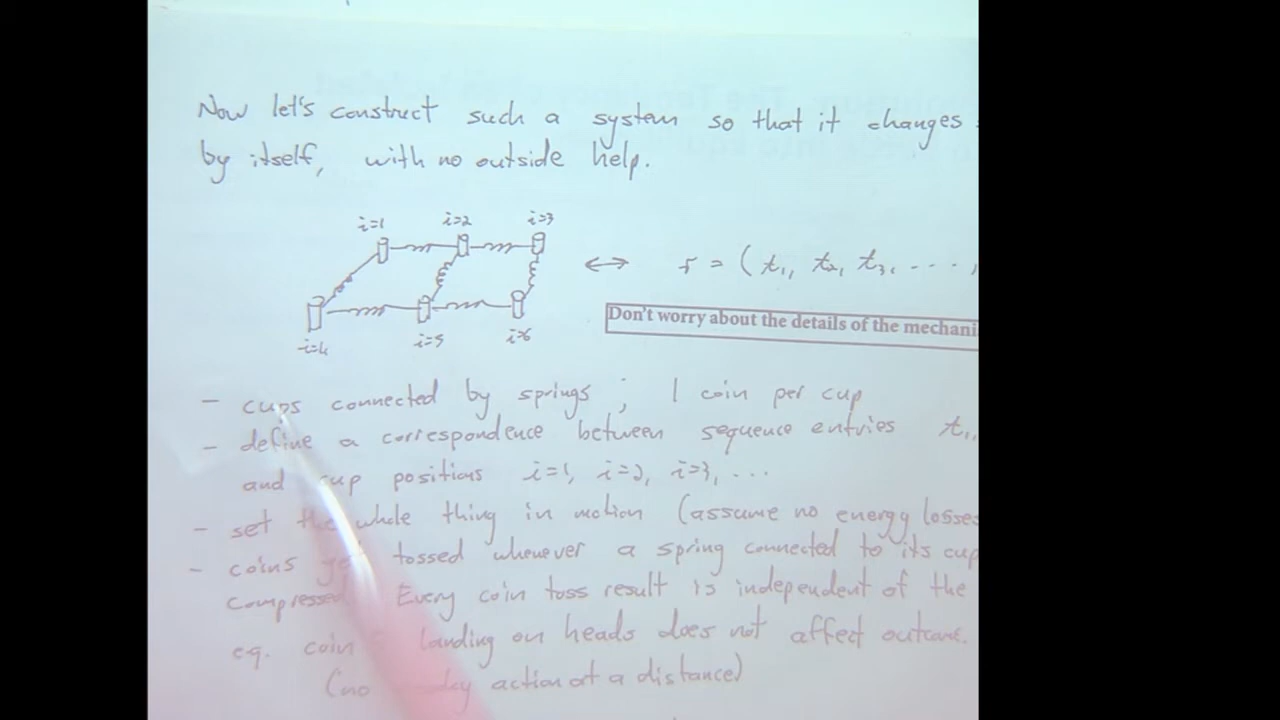 Now let's construct such a system so that it changes
by itself, with no outside help.
i=1 i=2 i=3
↔ r = (t₁, t₂, t₃, ....,
i=4 i=5 i=6
Don't worry about the details of the mechani
- cups connected by springs ; 1 coin per cup
- define a correspondence between sequence entries t₁,
and cup positions i=1, i=2, i=3, ...
- set the whole thing in motion (assume no energy losses
- coins get tossed whenever a spring connected to its cup
compressed. Every coin toss result is independent of the
eg. coin landing on heads does not affect outcome.
(no action at a distance)